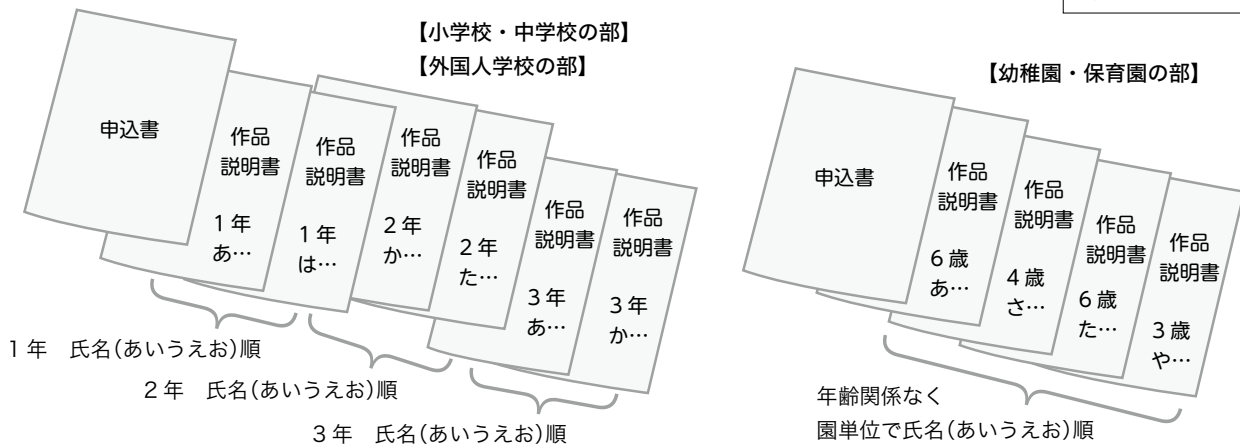 【小学校・中学校の部】
【外国人学校の部】
申込書
作品
説明書
1年
あ…
作品
説明書
1年
は…
作品
説明書
2年
か…
作品
説明書
2年
た…
作品
説明書
3年
あ…
作品
説明書
3年
か…
1年　氏名(あいうえお)順
2年　氏名(あいうえお)順
3年　氏名(あいうえお)順
【幼稚園・保育園の部】
申込書
作品
説明書
6歳
あ…
作品
説明書
4歳
さ…
作品
説明書
6歳
た…
作品
説明書
3歳
や…
年齢関係なく
園単位で氏名(あいうえお)順